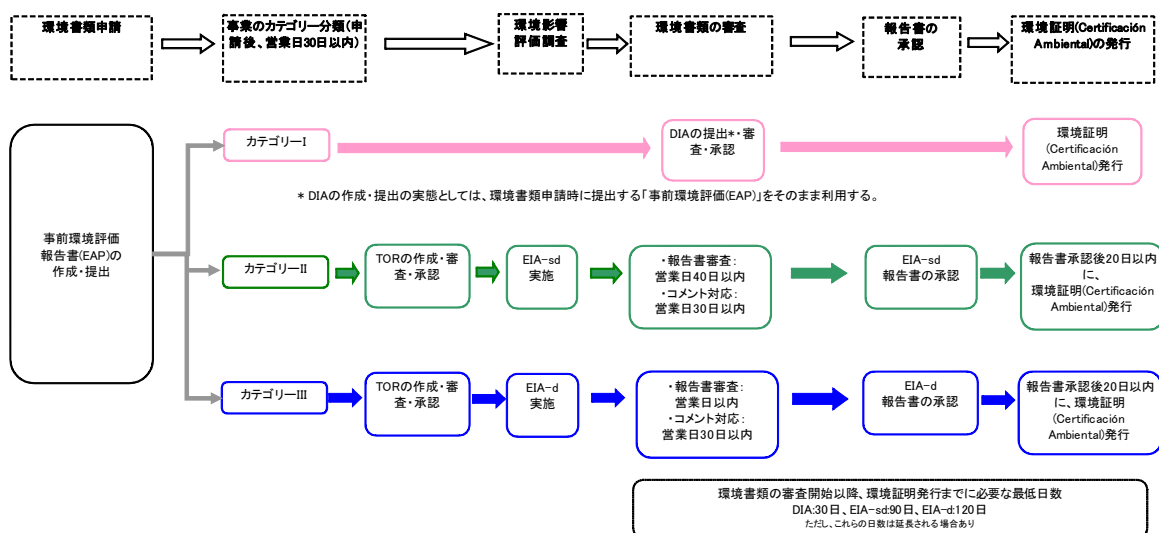 環境書類申請
事業のカテゴリー分類(申
請後、営業日30日以内)
環境影響
評価調査
環境書類の審査
報告書の
承認
環境証明(Certificación
Ambiental)の発行
カテゴリーI
DIAの提出*・審
査・承認
環境証明
(Certificación
Ambiental)発行
* DIAの作成・提出の実態としては、環境書類申請時に提出する「事前環境評価(EAP)」をそのまま利用する。
事前環境評価
報告書(EAP)の
作成・提出
カテゴリーII
TORの作成・審
査・承認
EIA-sd
実施
・報告書審査:
営業日40日以内
・コメント対応:
営業日30日以内
EIA-sd
報告書の承認
報告書承認後20日以内
に、
環境証明(Certificación
Ambiental)発行
カテゴリーIII
TORの作成・審
査・承認
EIA-d
実施
・報告書審査:
営業日以内
・コメント対応:
営業日30日以内
EIA-d
報告書の承認
報告書承認後20日以内
に、環境証明
(Certificación
Ambiental)発行
環境書類の審査開始以降、環境証明発行までに必要な最低日数
DIA:30日、EIA-sd:90日、EIA-d:120日
ただし、これらの日数は延長される場合あり